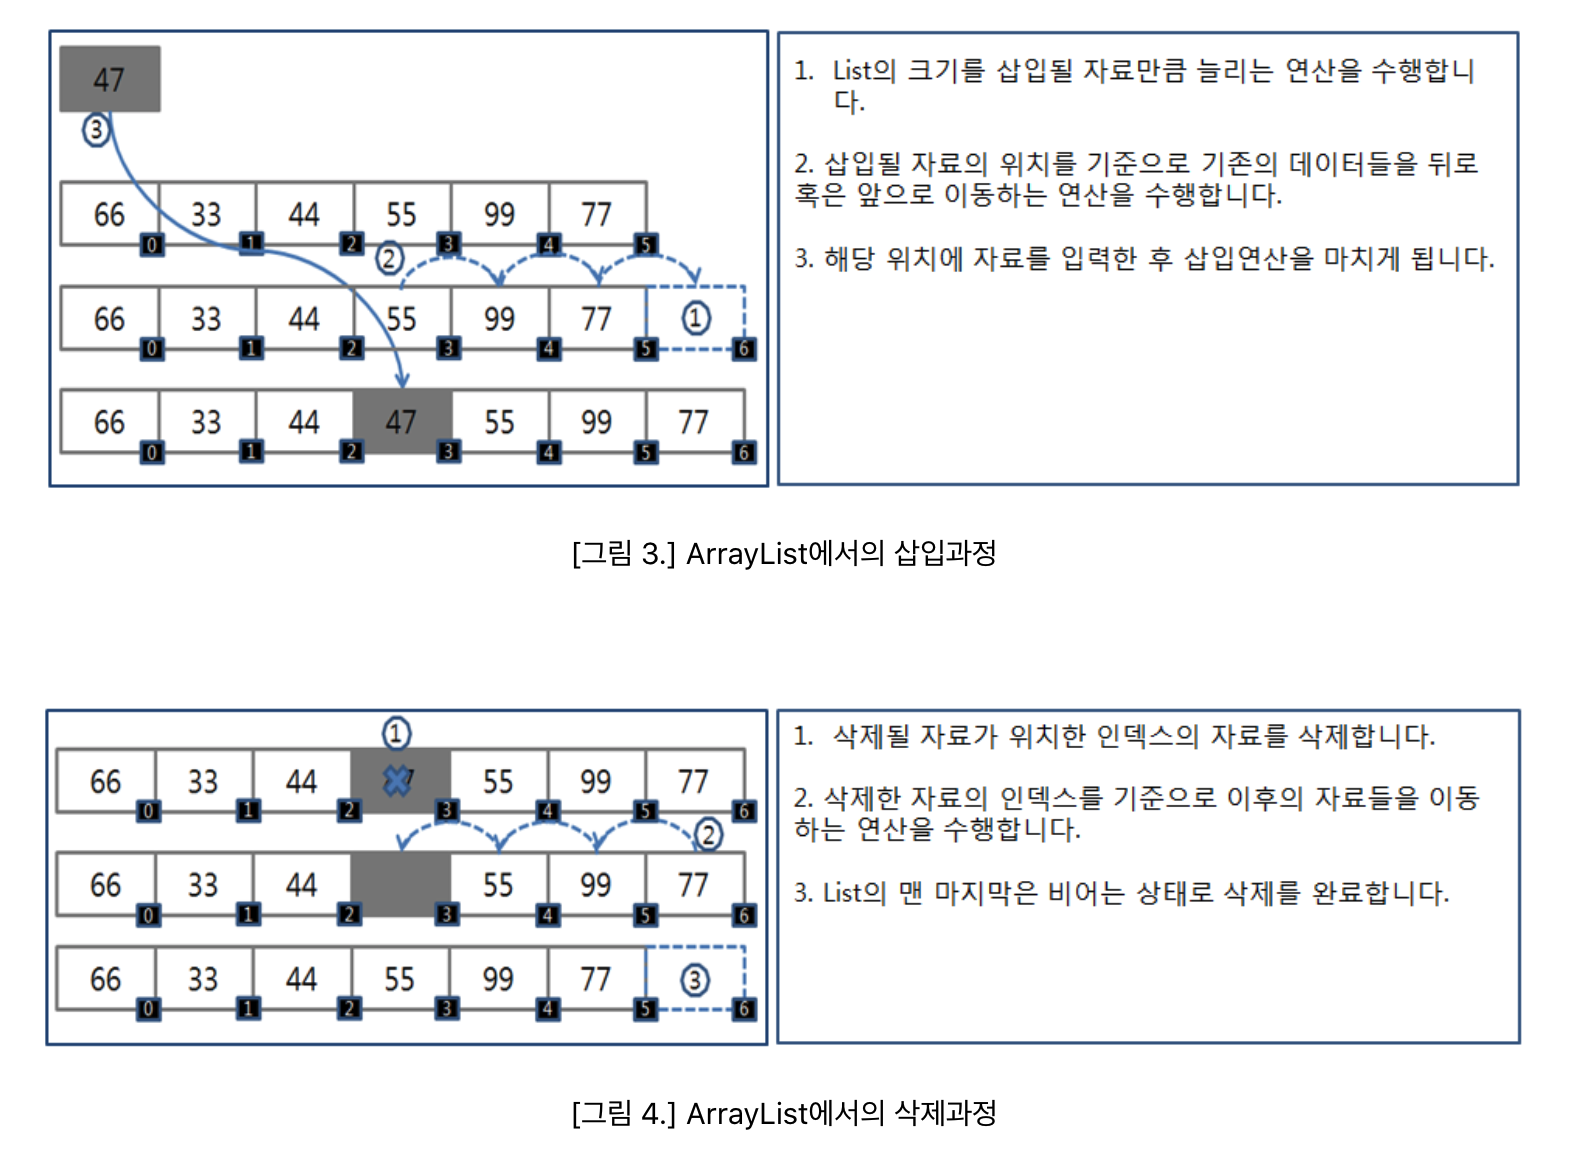 47
③
66 33 44 55 99 77
0 1 2 3 4 5
②
66 33 44 55 99 77 ①
0 1 2 3 4 5 6
66 33 44 47 55 99 77
0 1 2 3 4 5 6
1. List의 크기를 삽입될 자료만큼 늘리는 연산을 수행합니
다.
2. 삽입될 자료의 위치를 기준으로 기존의 데이터들을 뒤로
혹은 앞으로 이동하는 연산을 수행합니다.
3. 해당 위치에 자료를 입력한 후 삽입연산을 마치게 됩니다.
[그림 3.] ArrayList에서의 삽입과정
①
66 33 44 55 99 77
0 1 2 3 4 5 6
②
66 33 44 55 99 77
0 1 2 3 4 5 6
66 33 44 55 99 77 ③
0 1 2 3 4 5 6
1. 삭제될 자료가 위치한 인덱스의 자료를 삭제합니다.
2. 삭제한 자료의 인덱스를 기준으로 이후의 자료들을 이동
하는 연산을 수행합니다.
3. List의 맨 마지막은 비어는 상태로 삭제를 완료합니다.
[그림 4.] ArrayList에서의 삭제과정